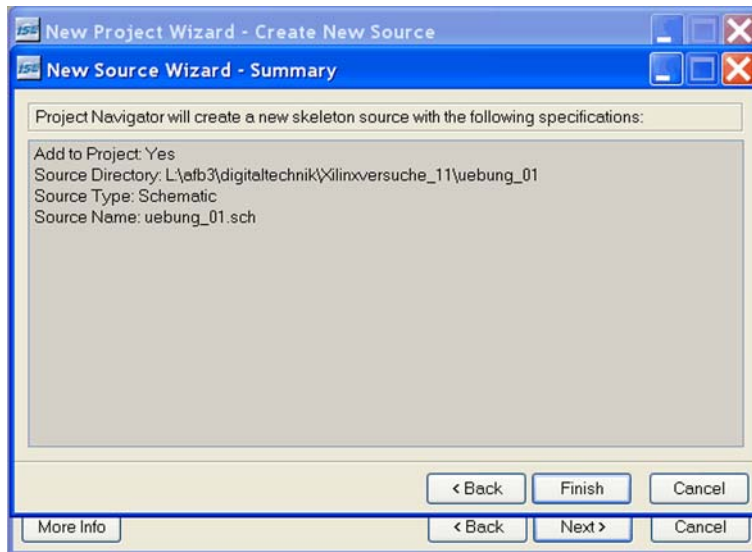 ISE New Project Wizard - Create New Source
ISE New Source Wizard - Summary
Project Navigator will create a new skeleton source with the following specifications:
Add to Project: Yes
Source Directory: L:\afb3\digitaltechnik\Xilinxversuche_11\uebung_01
Source Type: Schematic
Source Name: uebung_01.sch
< Back Finish Cancel
More Info < Back Next > Cancel